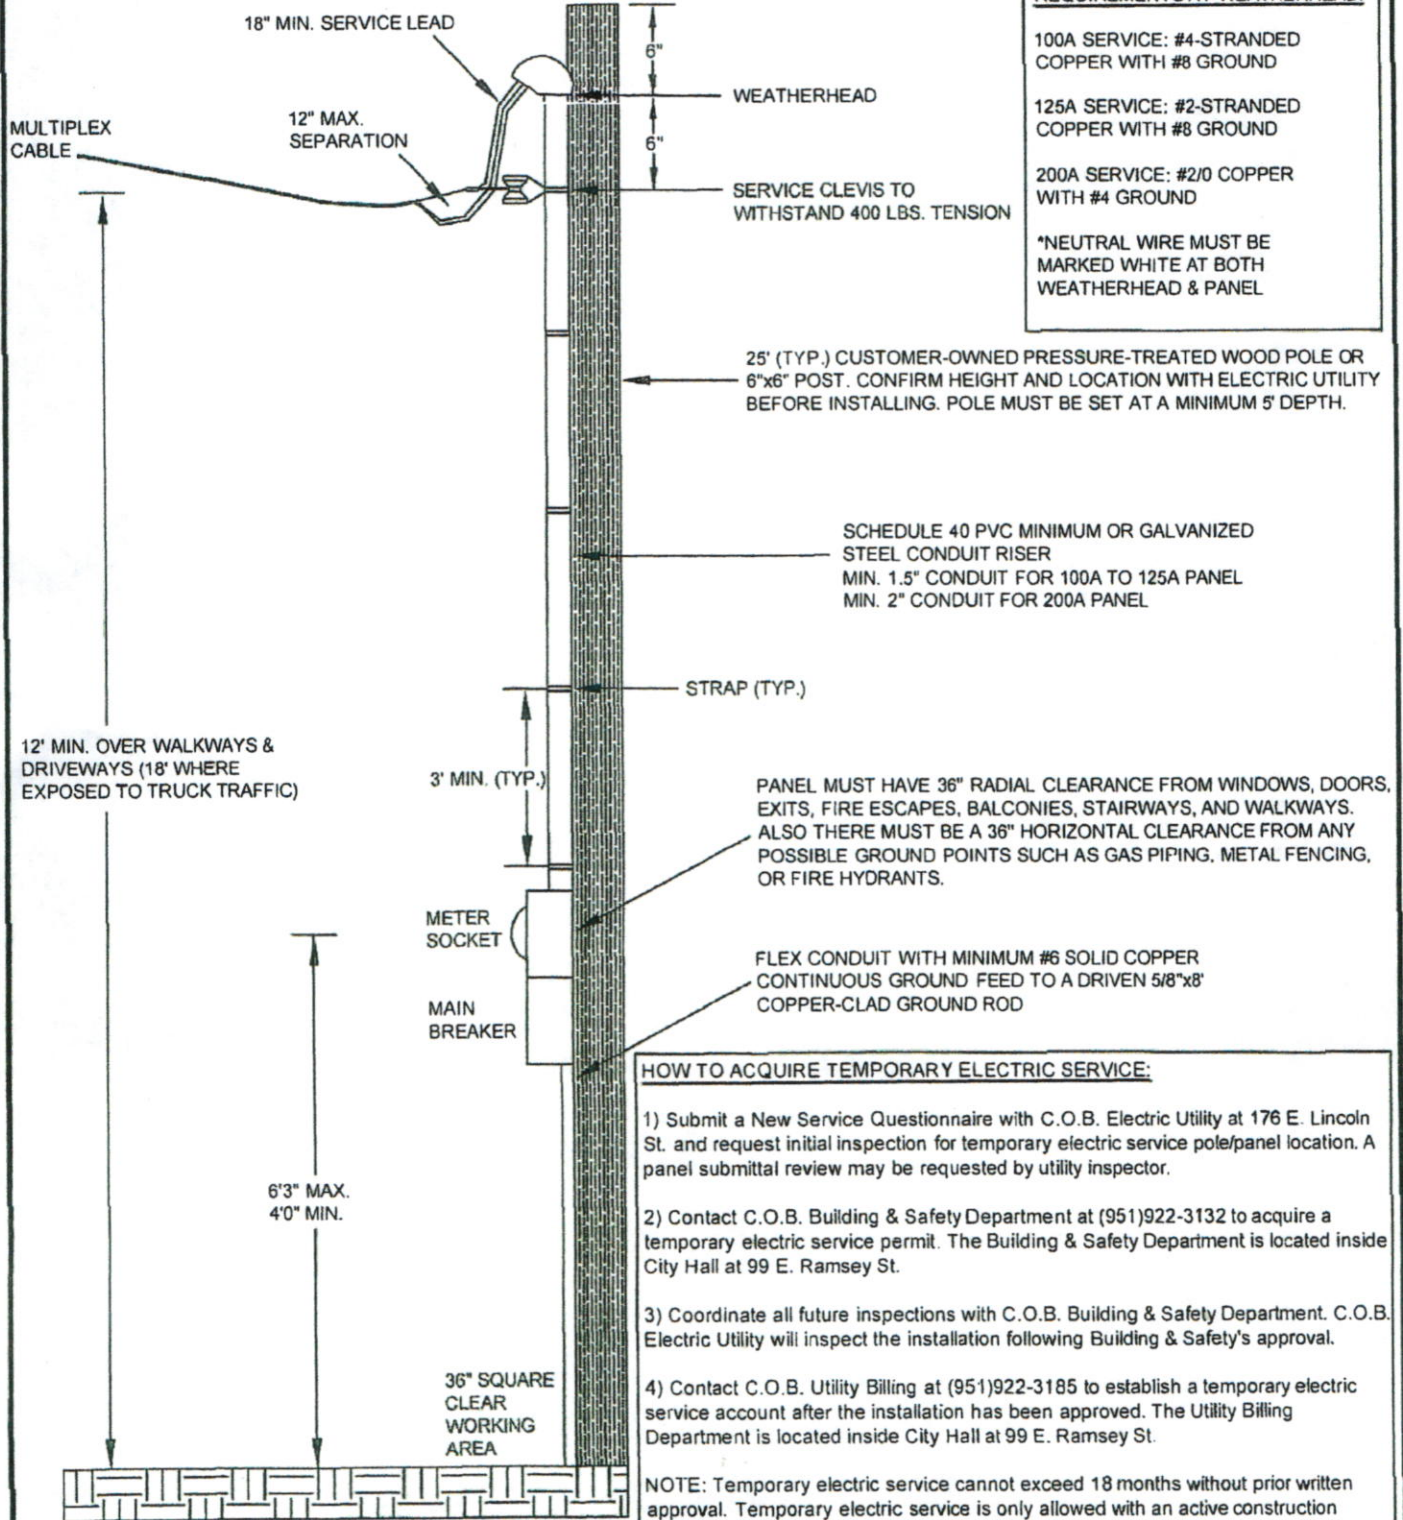 18" MIN. SERVICE LEAD
6"
WEATHERHEAD
6"
MULTIPLEX
CABLE
12" MAX.
SEPARATION
SERVICE CLEVIS TO
WITHSTAND 400 LBS. TENSION
100A SERVICE: #4-STRANDED
COPPER WITH #8 GROUND
125A SERVICE: #2-STRANDED
COPPER WITH #8 GROUND
200A SERVICE: #2/0 COPPER
WITH #4 GROUND
*NEUTRAL WIRE MUST BE
MARKED WHITE AT BOTH
WEATHERHEAD & PANEL
25' (TYP.) CUSTOMER-OWNED PRESSURE-TREATED WOOD POLE OR
6"x6" POST. CONFIRM HEIGHT AND LOCATION WITH ELECTRIC UTILITY
BEFORE INSTALLING. POLE MUST BE SET AT A MINIMUM 5' DEPTH.
SCHEDULE 40 PVC MINIMUM OR GALVANIZED
STEEL CONDUIT RISER
MIN. 1.5" CONDUIT FOR 100A TO 125A PANEL
MIN. 2" CONDUIT FOR 200A PANEL
STRAP (TYP.)
12' MIN. OVER WALKWAYS &
DRIVEWAYS (18' WHERE
EXPOSED TO TRUCK TRAFFIC)
3' MIN. (TYP.)
PANEL MUST HAVE 36" RADIAL CLEARANCE FROM WINDOWS, DOORS,
EXITS, FIRE ESCAPES, BALCONIES, STAIRWAYS, AND WALKWAYS.
ALSO THERE MUST BE A 36" HORIZONTAL CLEARANCE FROM ANY
POSSIBLE GROUND POINTS SUCH AS GAS PIPING, METAL FENCING,
OR FIRE HYDRANTS.
METER
SOCKET
FLEX CONDUIT WITH MINIMUM #6 SOLID COPPER
CONTINUOUS GROUND FEED TO A DRIVEN 5/8"x8'
COPPER-CLAD GROUND ROD
MAIN
BREAKER
6'3" MAX.
4'0" MIN.
36" SQUARE
CLEAR
WORKING
AREA
HOW TO ACQUIRE TEMPORARY ELECTRIC SERVICE:
1) Submit a New Service Questionnaire with C.O.B. Electric Utility at 176 E. Lincoln
St. and request initial inspection for temporary electric service pole/panel location. A
panel submittal review may be requested by utility inspector.
2) Contact C.O.B. Building & Safety Department at (951)922-3132 to acquire a
temporary electric service permit. The Building & Safety Department is located inside
City Hall at 99 E. Ramsey St.
3) Coordinate all future inspections with C.O.B. Building & Safety Department. C.O.B.
Electric Utility will inspect the installation following Building & Safety's approval.
4) Contact C.O.B. Utility Billing at (951)922-3185 to establish a temporary electric
service account after the installation has been approved. The Utility Billing
Department is located inside City Hall at 99 E. Ramsey St.
NOTE: Temporary electric service cannot exceed 18 months without prior written
approval. Temporary electric service is only allowed with an active construction